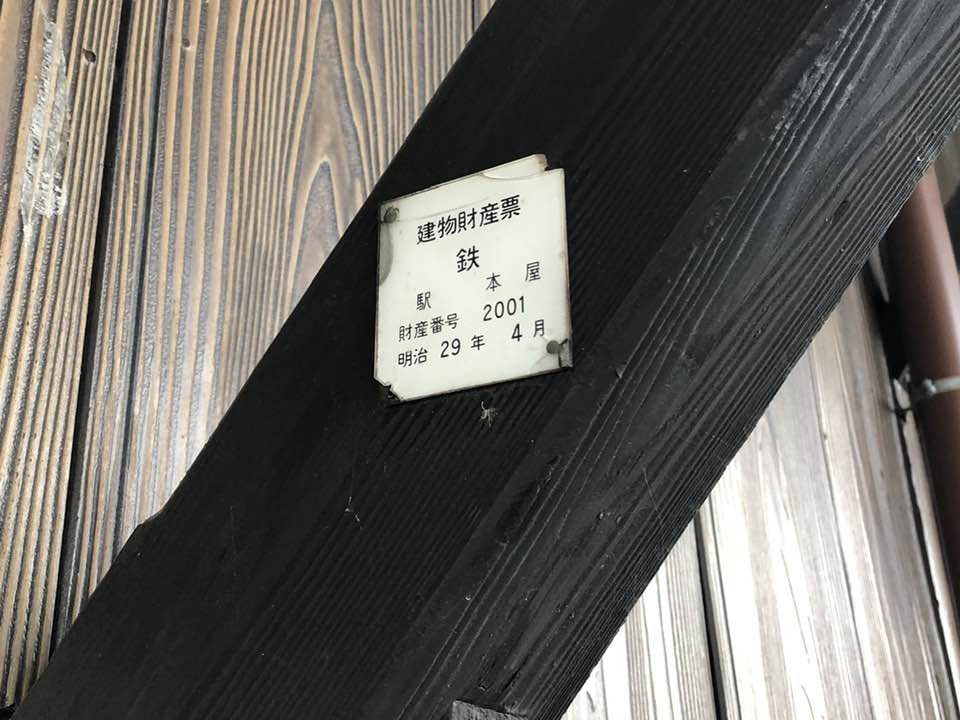 建物財産票
鉄
駅 本 屋
財産番号 2001
明治 29 年 4 月